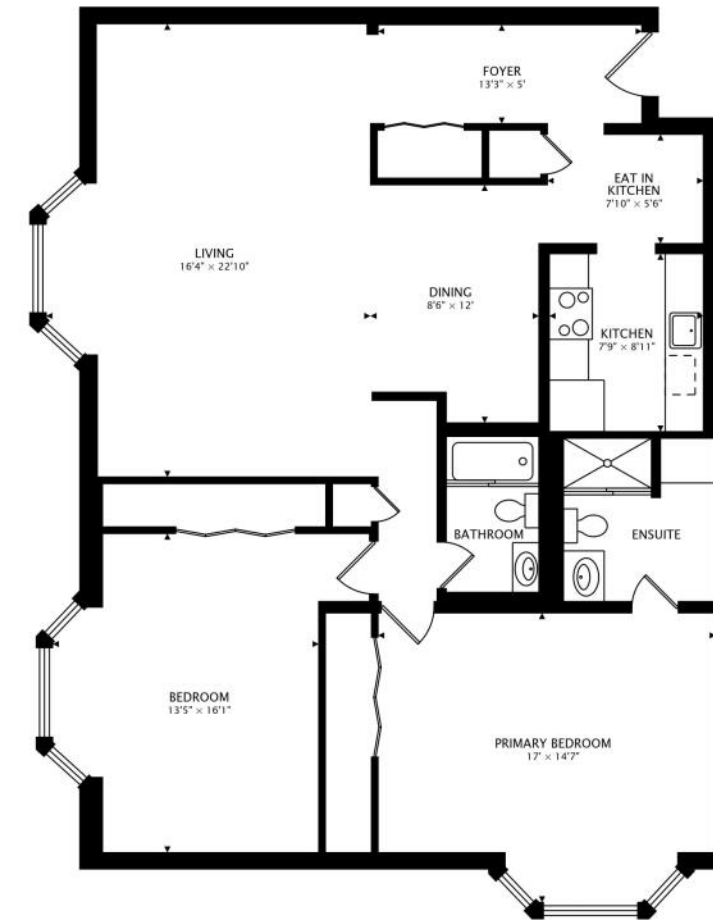 FOYER
13'3" × 5'
EAT IN
KITCHEN
7'10" × 5'6"
LIVING
16'4" × 22'10"
DINING
8'6" × 12'
KITCHEN
7'9" × 8'11"
BATHROOM
ENSUITE
BEDROOM
13'5" × 16'1"
PRIMARY BEDROOM
17' × 14'7"